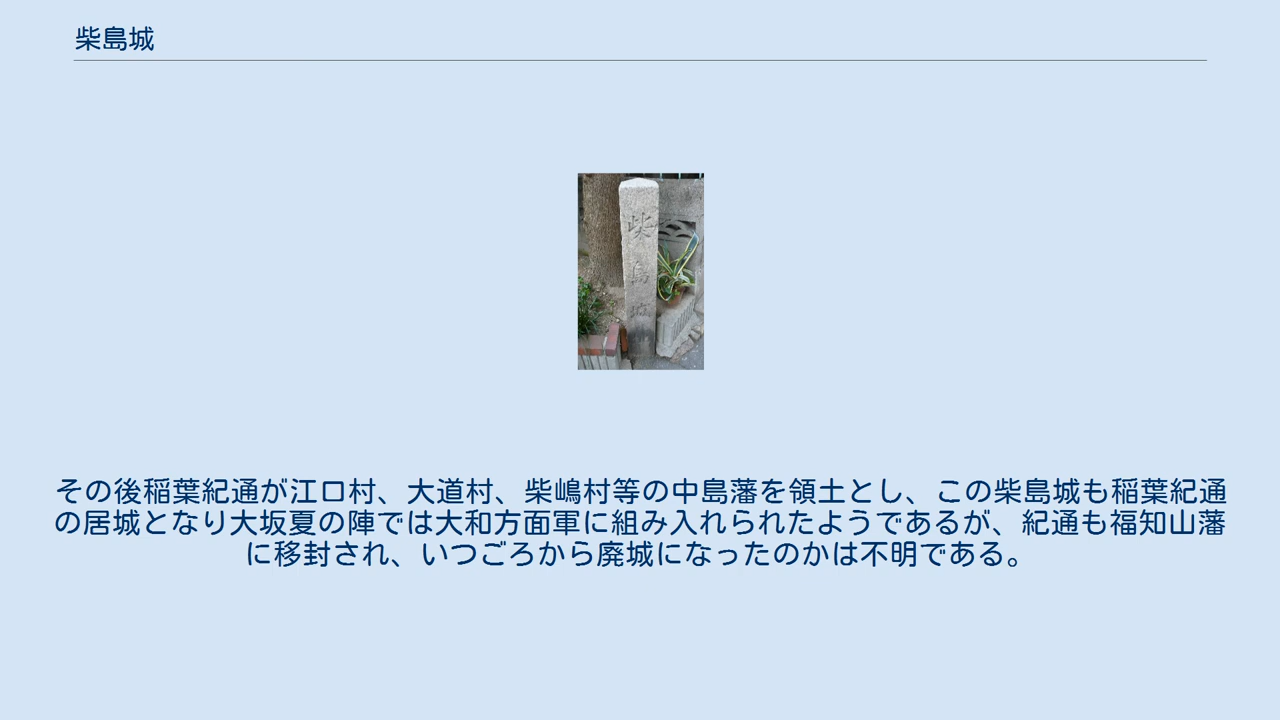 柴島城
柴島城
その後稲葉紀通が江口村、大道村、柴嶋村等の中島藩を領土とし、この柴島城も稲葉紀通
の居城となり大坂夏の陣では大和方面軍に組み入れられたようであるが、紀通も福知山藩
に移封され、いつごろから廃城になったのかは不明である。